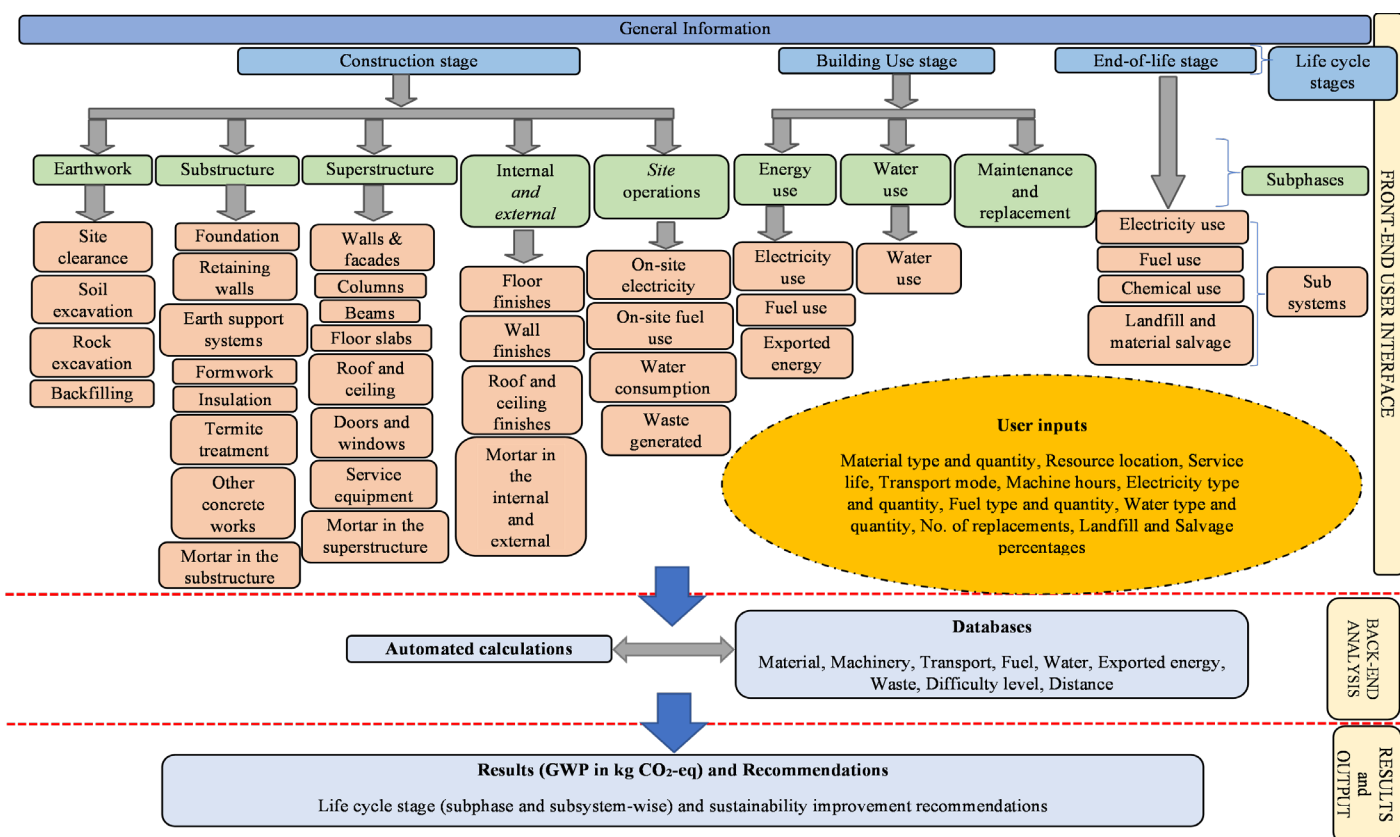 General Information
Construction stage
Building Use stage
End-of-life stage
Life cycle
stages
Earthwork
Substructure
Superstructure
Internal
and
external
Site
operations
Energy
use
Water
use
Maintenance
and
replacement
Subphases
Site
clearance
Soil
excavation
Rock
excavation
Backfilling
Foundation
Retaining
walls
Earth support
systems
Formwork
Insulation
Termite
treatment
Other
concrete
works
Mortar in the
substructure
Walls &
facades
Columns
Beams
Floor slabs
Roof and
ceiling
Doors and
windows
Service
equipment
Mortar in the
superstructure
Floor
finishes
Wall
finishes
Roof and
ceiling
finishes
Mortar in
the
internal
and
external
On-site
electricity
On-site fuel
use
Water
consumption
Waste
generated
Electricity
use
Fuel use
Exported
energy
Water
use
Electricity use
Fuel use
Chemical use
Landfill and
material salvage
Sub
systems
FRONT-END USER INTERFACE
User inputs
Material type and quantity, Resource location, Service
life, Transport mode, Machine hours, Electricity type
and quantity, Fuel type and quantity, Water type and
quantity, No. of replacements, Landfill and Salvage
percentages
Automated calculations
Databases
Material, Machinery, Transport, Fuel, Water, Exported energy,
Waste, Difficulty level, Distance
BACK-END
ANALYSIS
Results (GWP in kg CO₂-eq) and Recommendations
Life cycle stage (subphase and subsystem-wise) and sustainability improvement recommendations
RESULTS
and
OUTPUT